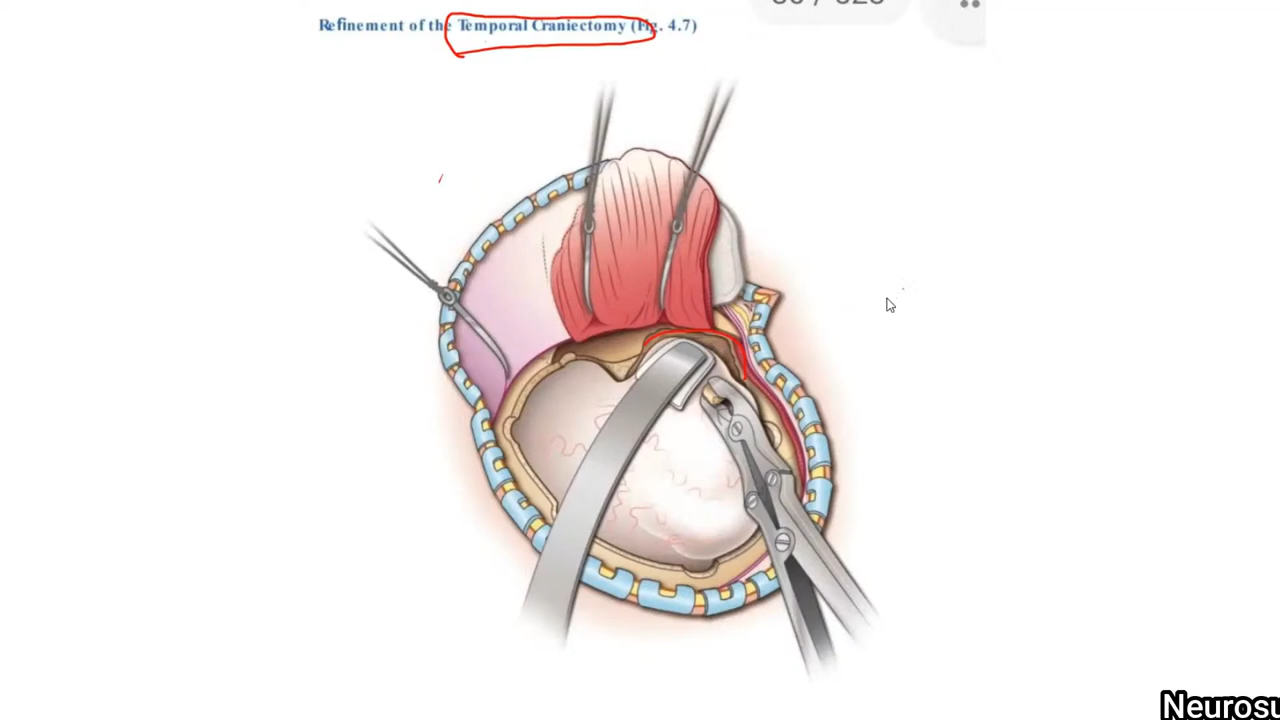 Refinement of the Temporal Craniectomy (Fig. 4.7)
Neurosu